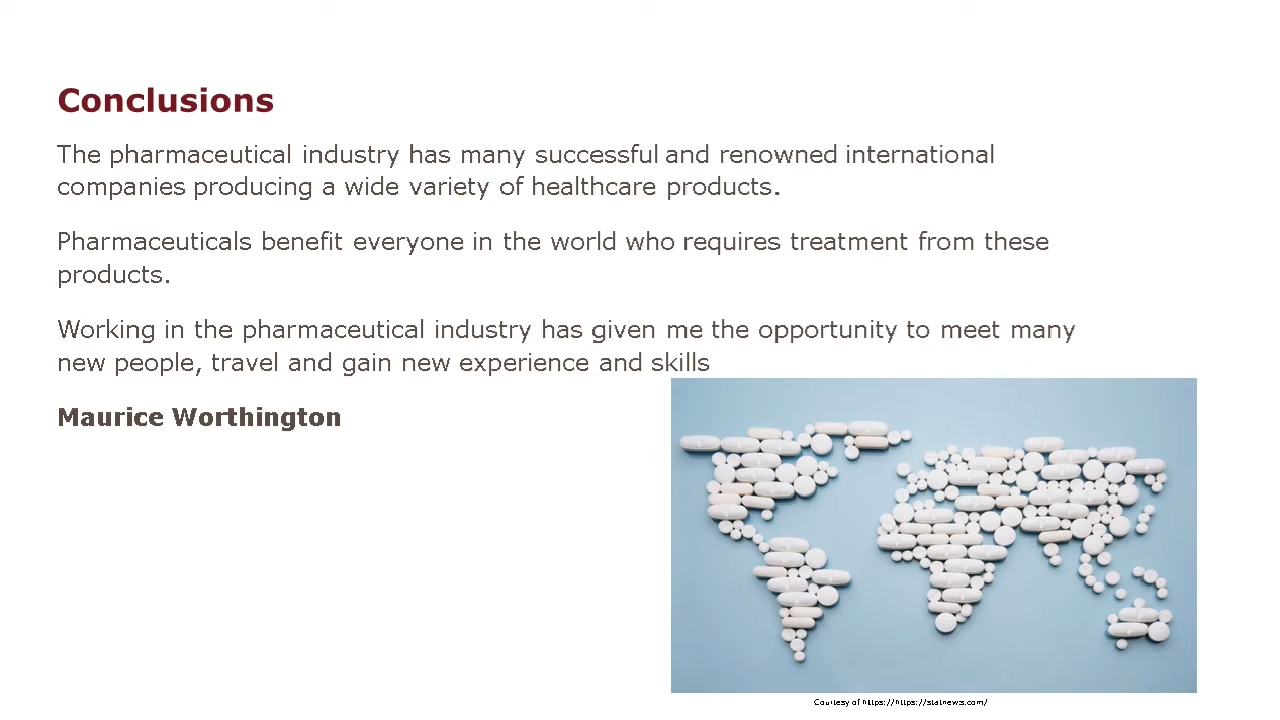 Conclusions
The pharmaceutical industry has many successful and renowned international
companies producing a wide variety of healthcare products.
Pharmaceuticals benefit everyone in the world who requires treatment from these
products.
Working in the pharmaceutical industry has given me the opportunity to meet many
new people, travel and gain new experience and skills
Maurice Worthington
Courtesy of https://https://statnews.com/